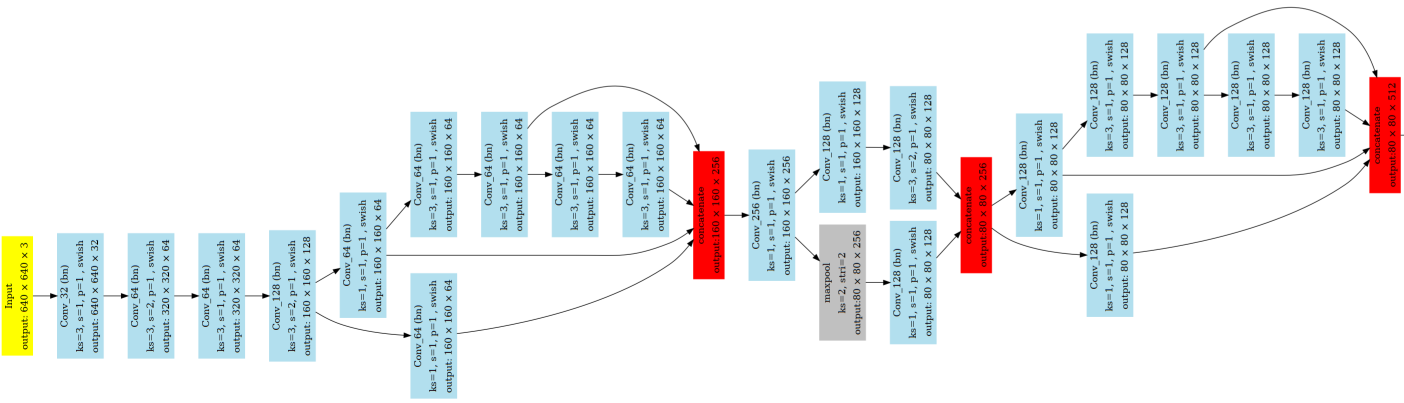 Input
output: 640 × 640 × 3
Conv_32 (bn)
ks=3, s=1, p=1 , swish
output: 640 × 640 × 32
Conv_64 (bn)
ks=3, s=2, p=1 , swish
output: 320 × 320 × 64
Conv_64 (bn)
ks=3, s=1, p=1 , swish
output: 320 × 320 × 64
Conv_128 (bn)
ks=3, s=2, p=1 , swish
output: 160 × 160 × 128
Conv_64 (bn)
ks=1, s=1, p=1 , swish
output: 160 × 160 × 64
Conv_64 (bn)
ks=3, s=1, p=1 , swish
output: 160 × 160 × 64
Conv_64 (bn)
ks=3, s=1, p=1 , swish
output: 160 × 160 × 64
Conv_64 (bn)
ks=3, s=1, p=1 , swish
output: 160 × 160 × 64
Conv_64 (bn)
ks=3, s=1, p=1 , swish
output: 160 × 160 × 64
Conv_64 (bn)
ks=1, s=1, p=1 , swish
output: 160 × 160 × 64
concatenate
output:160 × 160 × 256
Conv_256 (bn)
ks=1, s=1, p=1 , swish
output: 160 × 160 × 256
Conv_128 (bn)
ks=1, s=1, p=1 , swish
output: 160 × 160 × 128
Conv_128 (bn)
ks=3, s=2, p=1 , swish
output: 80 × 80 × 128
maxpool
ks=2, stri=2
output:80 × 80 × 256
Conv_128 (bn)
ks=1, s=1, p=1 , swish
output: 80 × 80 × 128
concatenate
output:80 × 80 × 256
Conv_128 (bn)
ks=1, s=1, p=1 , swish
output: 80 × 80 × 128
Conv_128 (bn)
ks=3, s=1, p=1 , swish
output: 80 × 80 × 128
Conv_128 (bn)
ks=3, s=1, p=1 , swish
output: 80 × 80 × 128
Conv_128 (bn)
ks=3, s=1, p=1 , swish
output: 80 × 80 × 128
Conv_128 (bn)
ks=3, s=1, p=1 , swish
output: 80 × 80 × 128
Conv_128 (bn)
ks=1, s=1, p=1 , swish
output: 80 × 80 × 128
concatenate
output:80 × 80 × 512